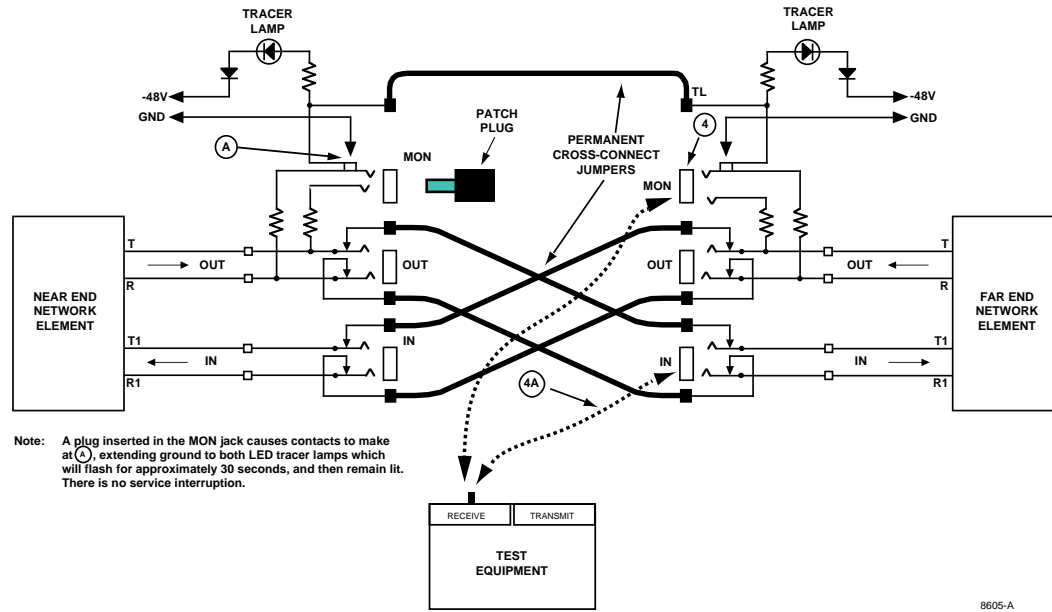 TRACER
LAMP
TRACER
LAMP
-48V
GND
TL
-48V
GND
A
MON
PATCH
PLUG
PERMANENT
CROSS-CONNECT
JUMPERS
4
MON
NEAR END
NETWORK
ELEMENT
T
OUT
R
T1
IN
R1
OUT
IN
OUT
IN
T
OUT
R
T1
IN
R1
FAR END
NETWORK
ELEMENT
4A
Note: A plug inserted in the MON jack causes contacts to make
at A, extending ground to both LED tracer lamps which
will flash for approximately 30 seconds, and then remain lit.
There is no service interruption.
RECEIVE
TRANSMIT
TEST
EQUIPMENT
8605-A